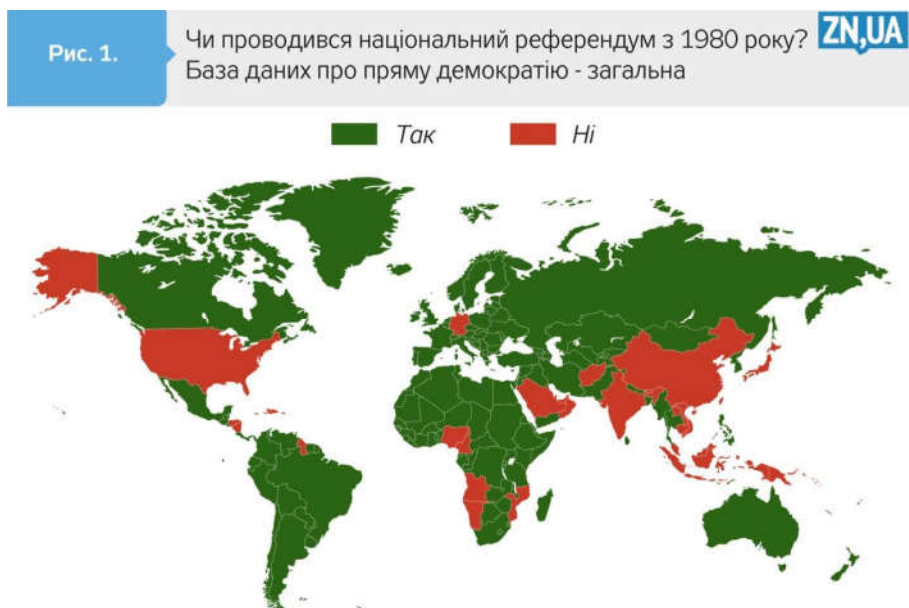 Рис. 1.
Чи проводився національний референдум з 1980 року?
База даних про пряму демократію - загальна
ZN,UA
Так
Ні